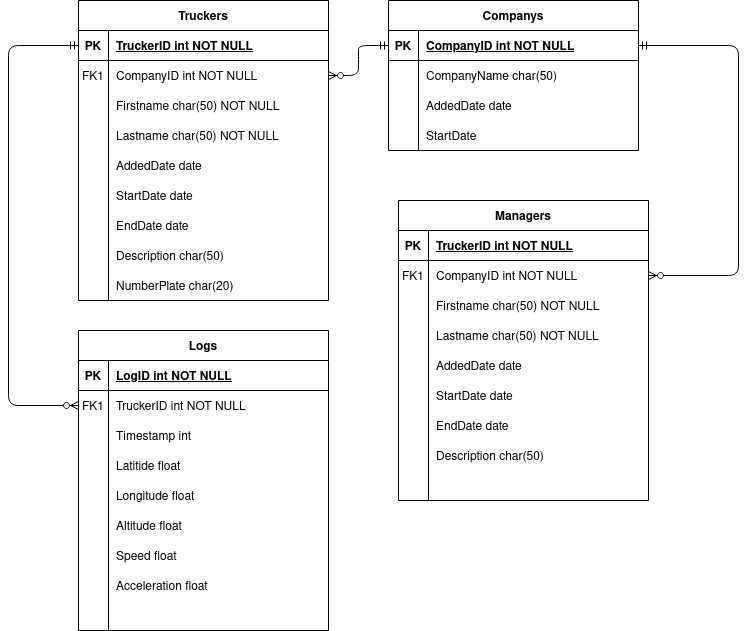 Truckers
PK TruckerID int NOT NULL
FK1 CompanyID int NOT NULL
Firstname char(50) NOT NULL
Lastname char(50) NOT NULL
AddedDate date
StartDate date
EndDate date
Description char(50)
NumberPlate char(20)
Companys
PK CompanyID int NOT NULL
CompanyName char(50)
AddedDate date
StartDate
Managers
PK TruckerID int NOT NULL
FK1 CompanyID int NOT NULL
Firstname char(50) NOT NULL
Lastname char(50) NOT NULL
AddedDate date
StartDate date
EndDate date
Description char(50)
Logs
PK LogID int NOT NULL
FK1 TruckerID int NOT NULL
Timestamp int
Latitide float
Longitude float
Altitude float
Speed float
Acceleration float